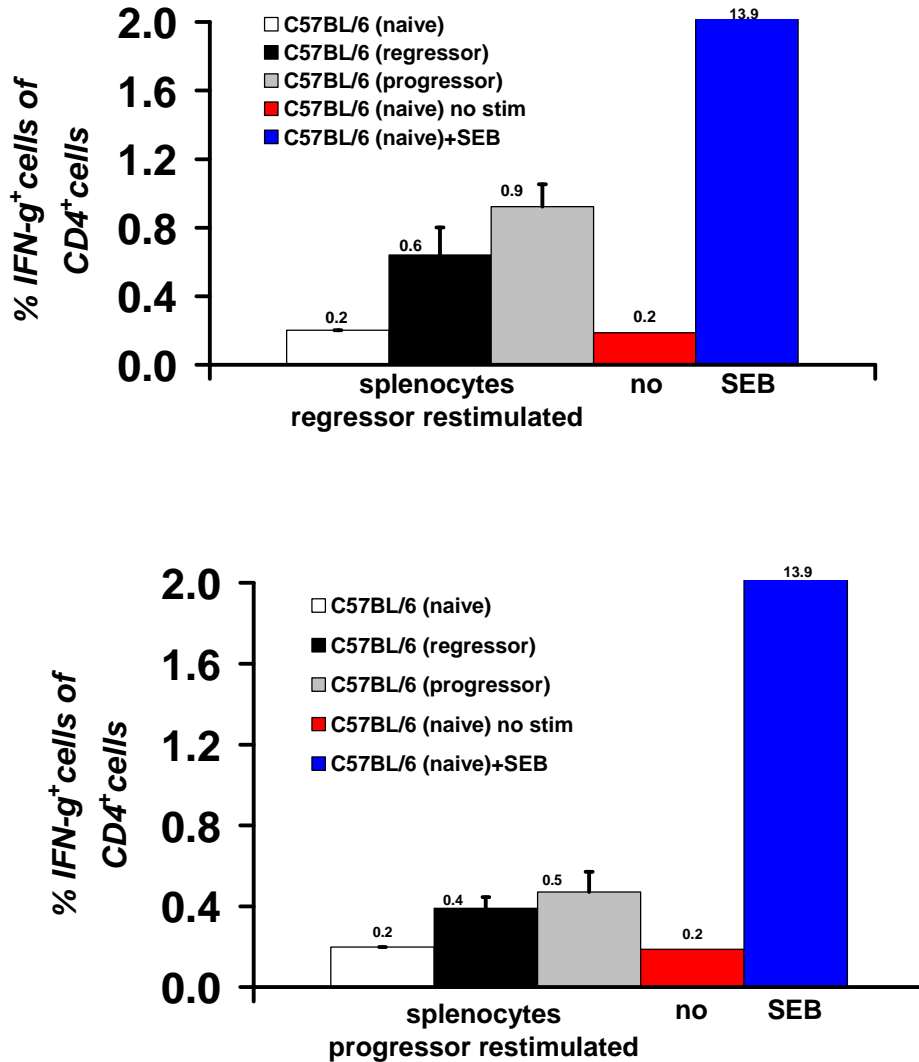 13.9
2.0
C57BL/6 (naive)
C57BL/6 (regressor)
C57BL/6 (progressor)
C57BL/6 (naive) no stim
C57BL/6 (naive)+SEB
1.6
1.2
0.8
0.4
0.0
% IFN-g+cells of
CD4+cells
0.2
0.6
0.9
0.2
splenocytes no SEB
regressor restimulated
13.9
2.0
C57BL/6 (naive)
C57BL/6 (regressor)
C57BL/6 (progressor)
C57BL/6 (naive) no stim
C57BL/6 (naive)+SEB
1.6
1.2
0.8
0.4
0.0
% IFN-g+cells of
CD4+cells
0.2
0.4
0.5
0.2
splenocytes no SEB
progressor restimulated